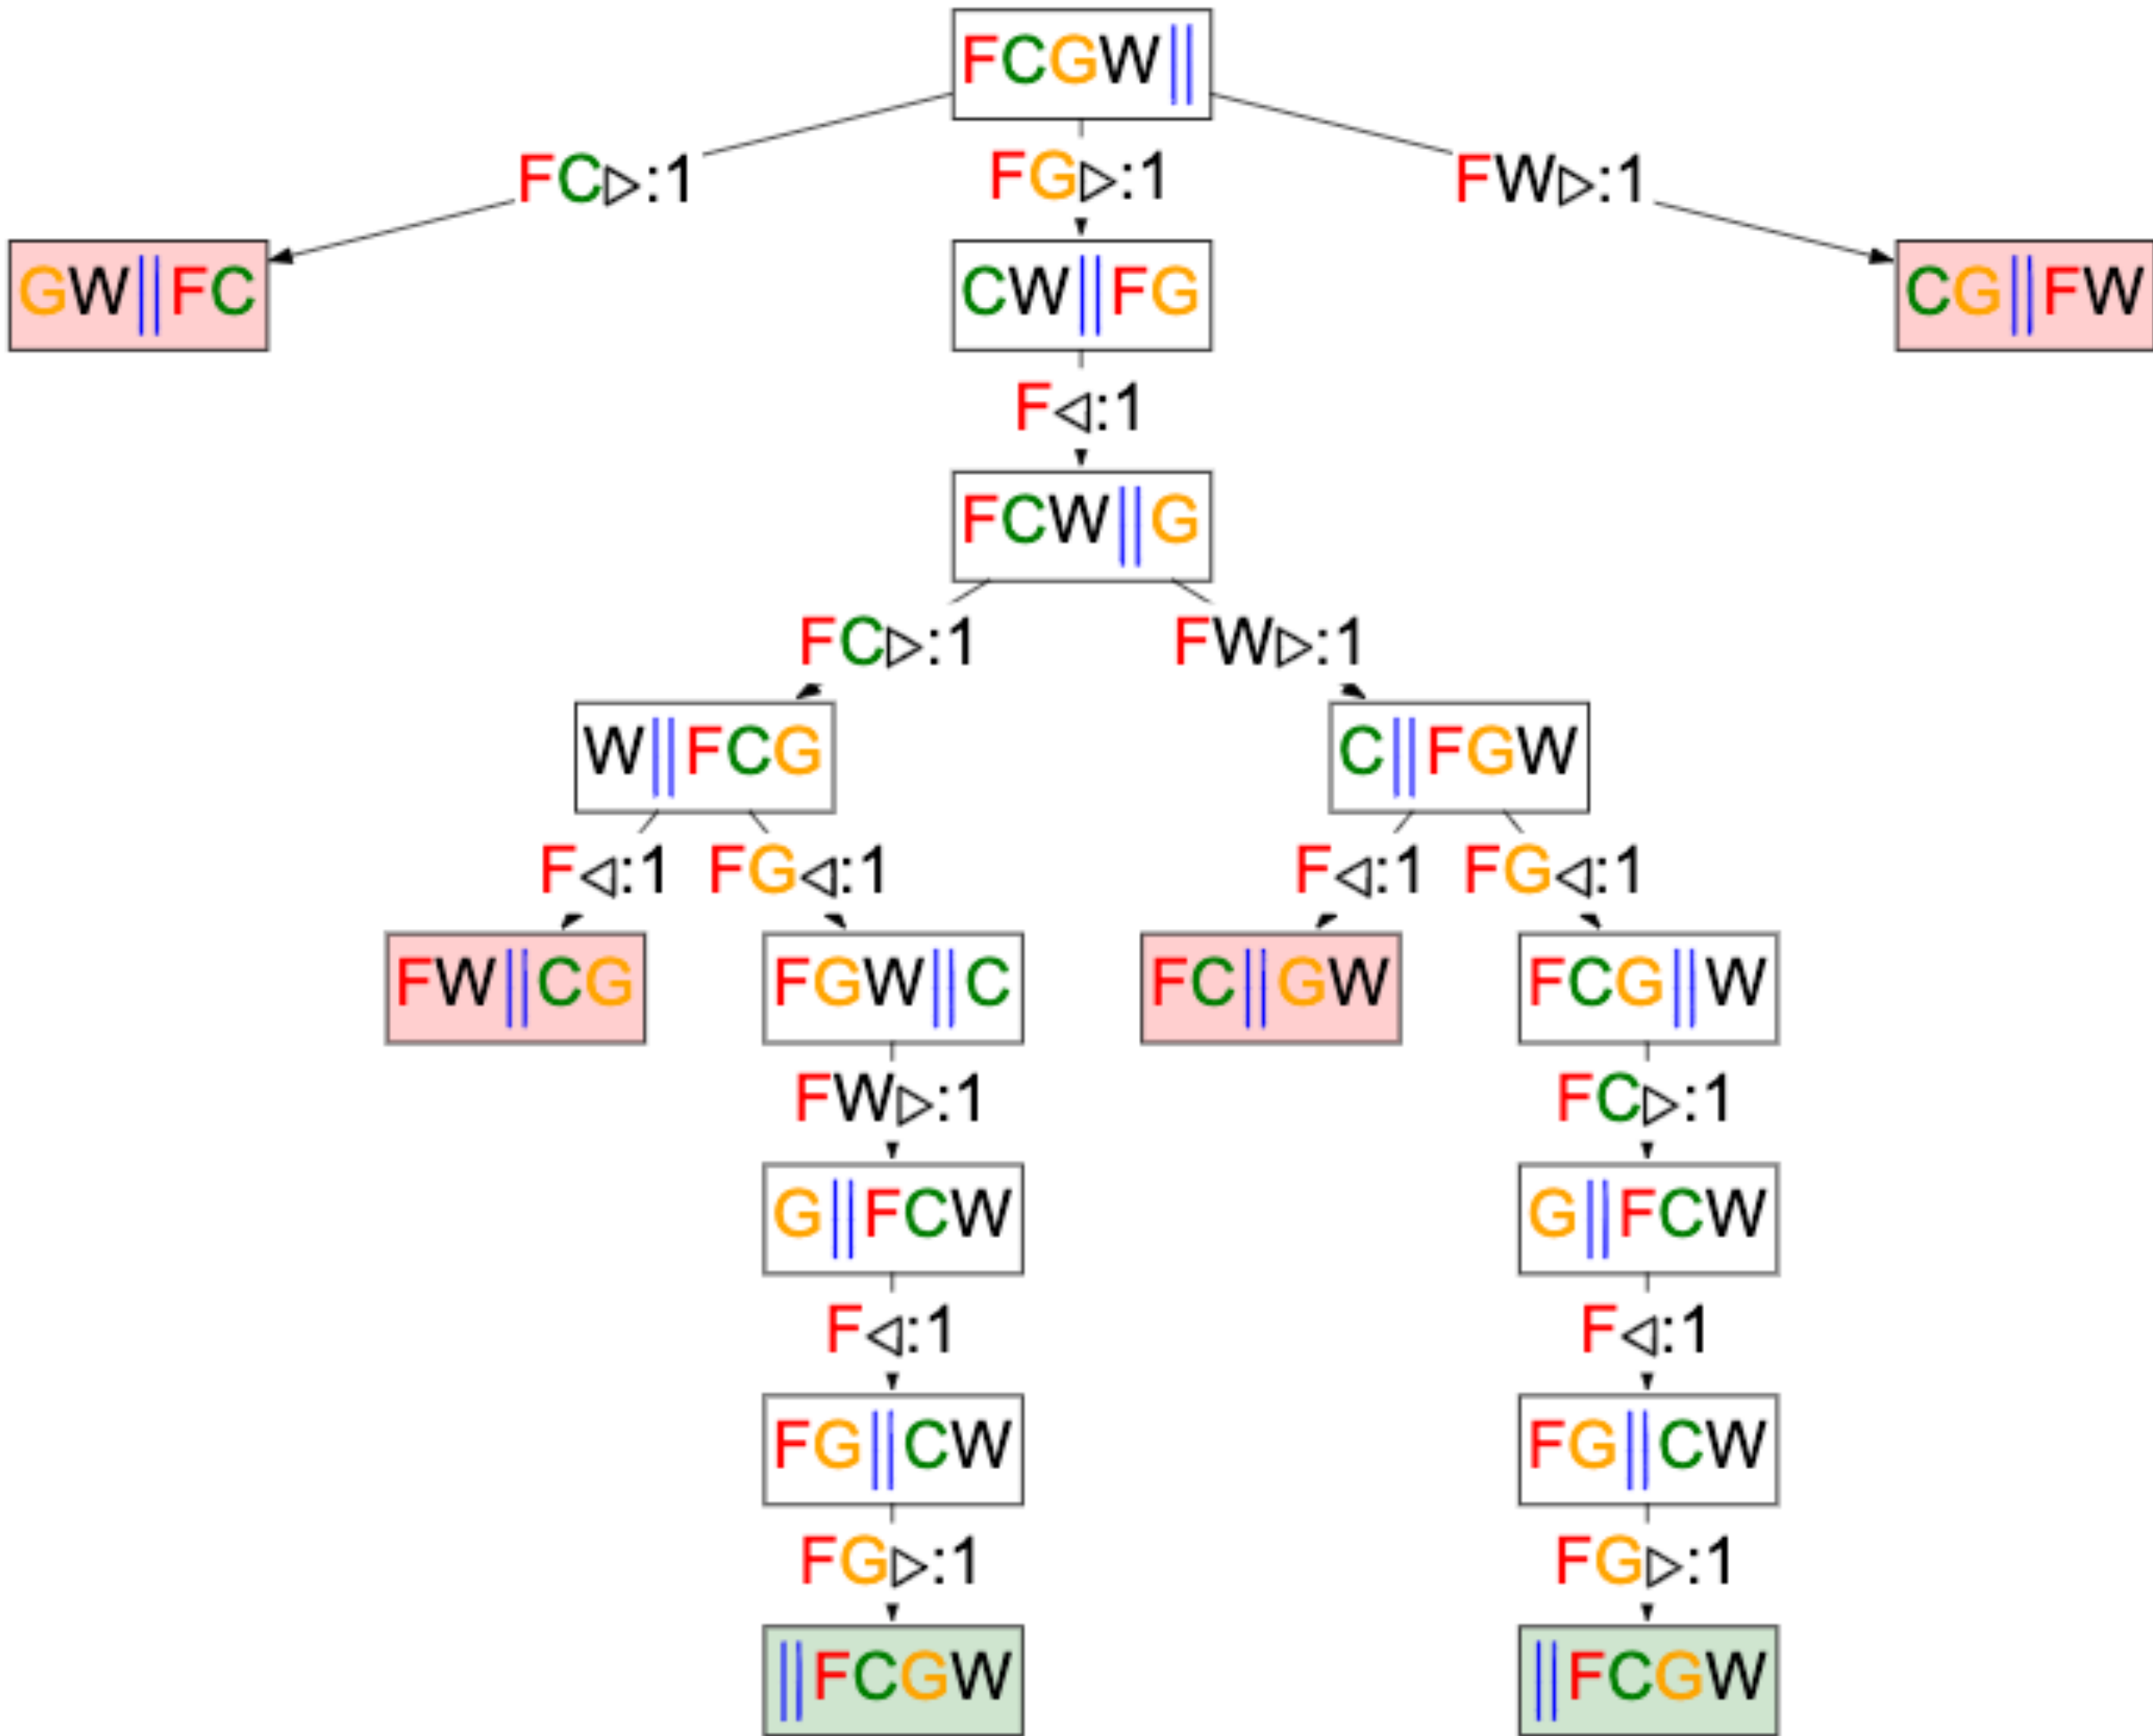 FCGW||
FC▷:1 FG▷:1 FW▷:1
GW||FC CW||FG CG||FW
F◁:1
FCW||G
FC▷:1 FW▷:1
W||FCG C||FGW
F◁:1 FG◁:1 F◁:1 FG◁:1
FW||CG FGW||C FC||GW FCG||W
FW▷:1 FC▷:1
G||FCW G||FCW
F◁:1 F◁:1
FG||CW FG||CW
FG▷:1 FG▷:1
||FCGW ||FCGW